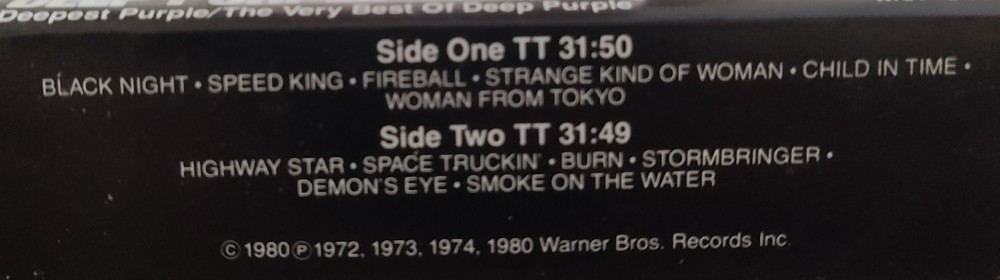 Deepest Purple/The Very Best Of Deep Purple
Side One TT 31:50
BLACK NIGHT • SPEED KING • FIREBALL • STRANGE KIND OF WOMAN • CHILD IN TIME •
WOMAN FROM TOKYO
Side Two TT 31:49
HIGHWAY STAR • SPACE TRUCKIN' • BURN • STORMBRINGER •
DEMON'S EYE • SMOKE ON THE WATER
©1980℗1972, 1973, 1974, 1980 Warner Bros. Records Inc.